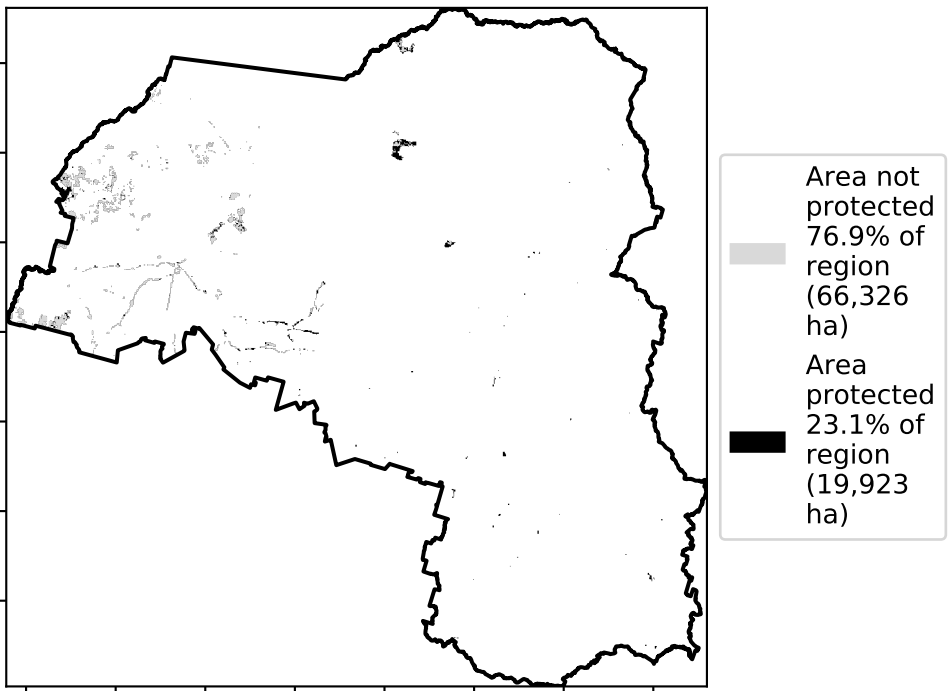 Area not
protected
76.9% of
region
(66,326
ha)
Area
protected
23.1% of
region
(19,923
ha)